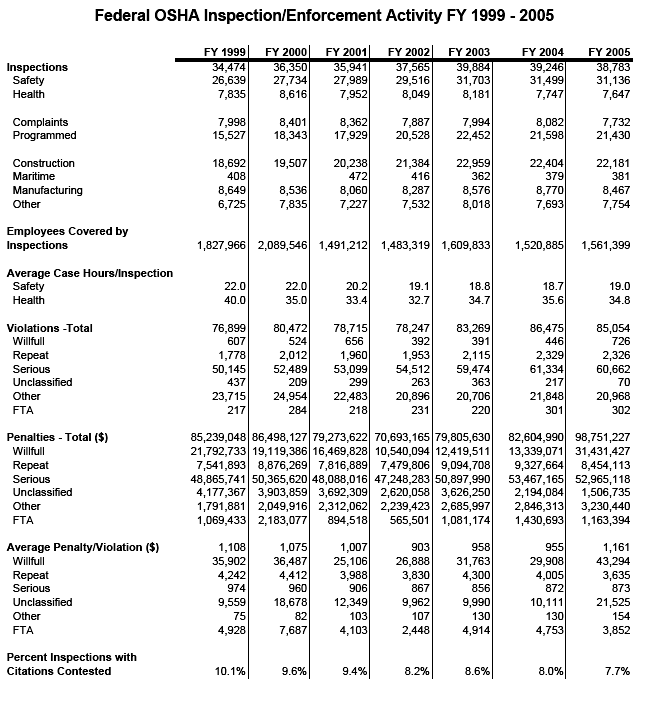 Federal OSHA Inspection/Enforcement Activity FY 1999 - 2005
FY 1999 FY 2000 FY 2001 FY 2002 FY 2003 FY 2004 FY 2005
Inspections 34,474 36,350 35,941 37,565 39,884 39,246 38,783
Safety 26,639 27,734 27,989 29,516 31,703 31,499 31,136
Health 7,835 8,616 7,952 8,049 8,181 7,747 7,647
Complaints 7,998 8,401 8,362 7,887 7,994 8,082 7,732
Programmed 15,527 18,343 17,929 20,528 22,452 21,598 21,430
Construction 18,692 19,507 20,238 21,384 22,959 22,404 22,181
Maritime 408 472 416 362 379 381
Manufacturing 8,649 8,536 8,060 8,287 8,576 8,770 8,467
Other 6,725 7,835 7,227 7,532 8,018 7,693 7,754
Employees Covered by
Inspections 1,827,966 2,089,546 1,491,212 1,483,319 1,609,833 1,520,885 1,561,399
Average Case Hours/Inspection
Safety 22.0 22.0 20.2 19.1 18.8 18.7 19.0
Health 40.0 35.0 33.4 32.7 34.7 35.6 34.8
Violations -Total 76,899 80,472 78,715 78,247 83,269 86,475 85,054
Willfull 607 524 656 392 391 446 726
Repeat 1,778 2,012 1,960 1,953 2,115 2,329 2,326
Serious 50,145 52,489 53,099 54,512 59,474 61,334 60,662
Unclassified 437 209 299 263 363 217 70
Other 23,715 24,954 22,483 20,896 20,706 21,848 20,968
FTA 217 284 218 231 220 301 302
Penalties - Total ($) 85,239,048 86,498,127 79,273,622 70,693,165 79,805,630 82,604,990 98,751,227
Willfull 21,792,733 19,119,386 16,469,828 10,540,094 12,419,511 13,339,071 31,431,427
Repeat 7,541,893 8,876,269 7,816,889 7,479,806 9,094,708 9,327,664 8,454,113
Serious 48,865,741 50,365,620 48,088,016 47,248,283 50,897,990 53,467,165 52,965,118
Unclassified 4,177,367 3,903,859 3,692,309 2,620,058 3,626,250 2,194,084 1,506,735
Other 1,791,881 2,049,916 2,312,062 2,239,423 2,685,997 2,846,313 3,230,440
FTA 1,069,433 2,183,077 894,518 565,501 1,081,174 1,430,693 1,163,394
Average Penalty/Violation ($) 1,108 1,075 1,007 903 958 955 1,161
Willfull 35,902 36,487 25,106 26,888 31,763 29,908 43,294
Repeat 4,242 4,412 3,988 3,830 4,300 4,005 3,635
Serious 974 960 906 867 856 872 873
Unclassified 9,559 18,678 12,349 9,962 9,990 10,111 21,525
Other 75 82 103 107 130 130 154
FTA 4,928 7,687 4,103 2,448 4,914 4,753 3,852
Percent Inspections with
Citations Contested 10.1% 9.6% 9.4% 8.2% 8.6% 8.0% 7.7%